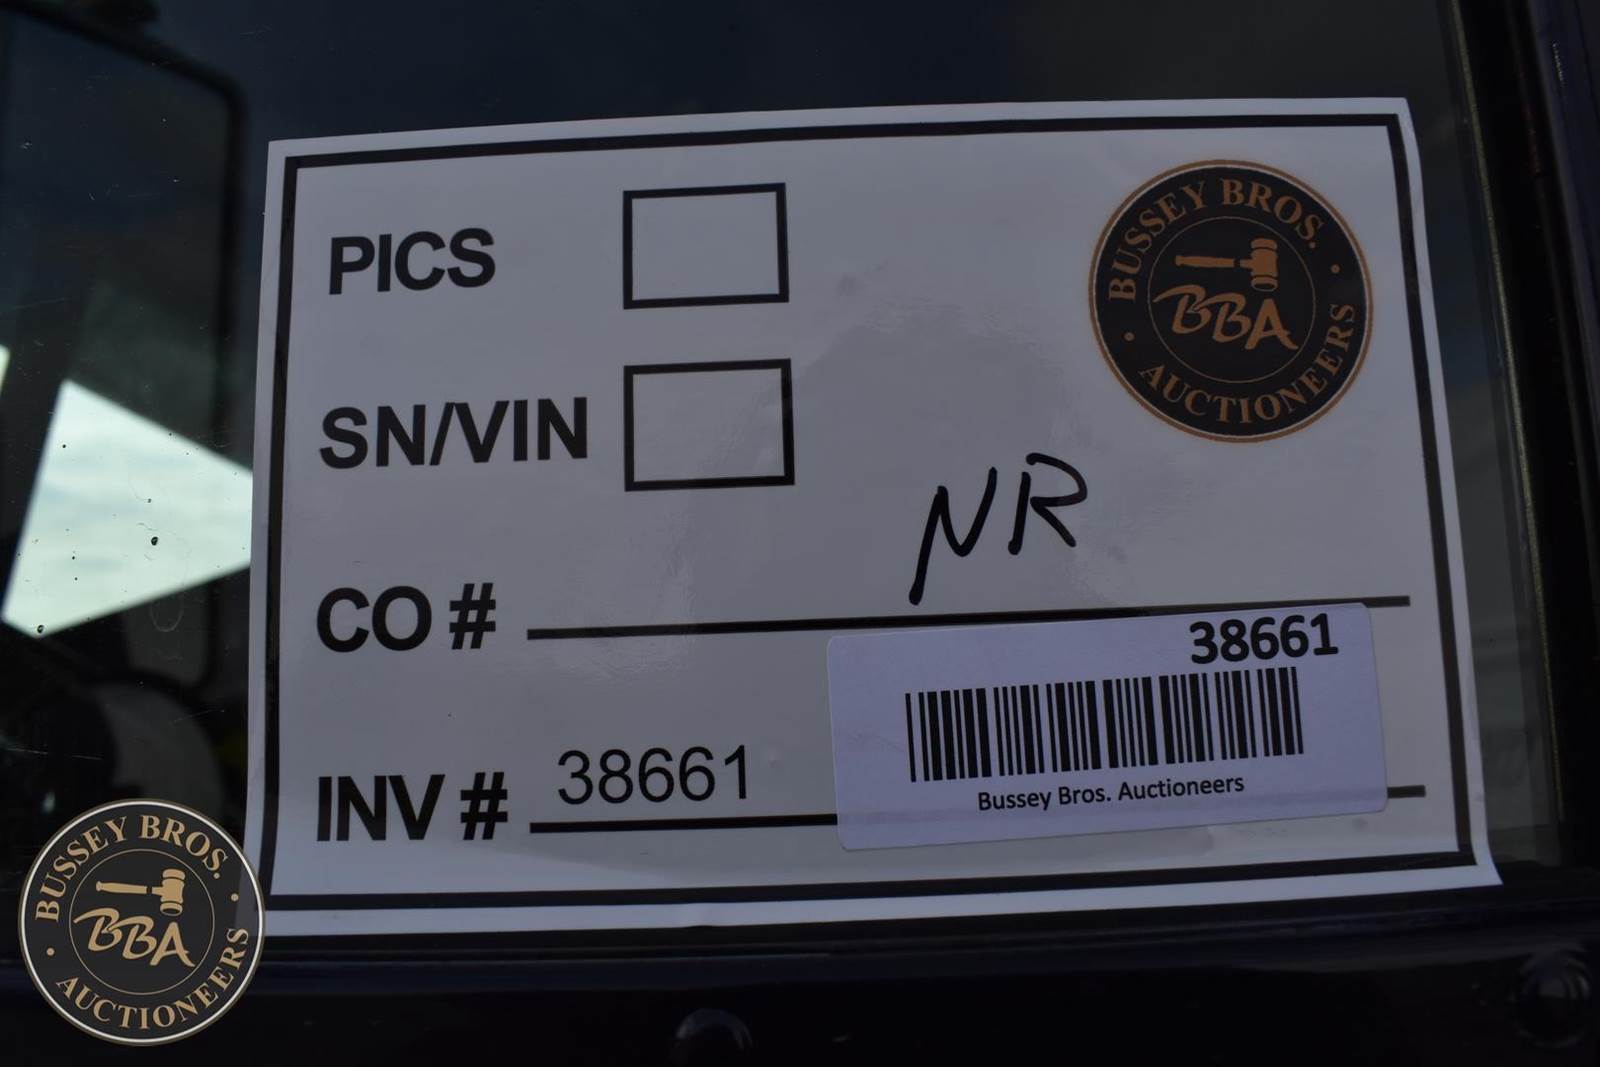 PICS
BUSSEY BROS.
BBA
AUCTIONEERS
SN/VIN
NR
CO #
38661
INV # 38661
Bussey Bros. Auctioneers
BUSSEY BROS.
BBA
AUCTIONEERS